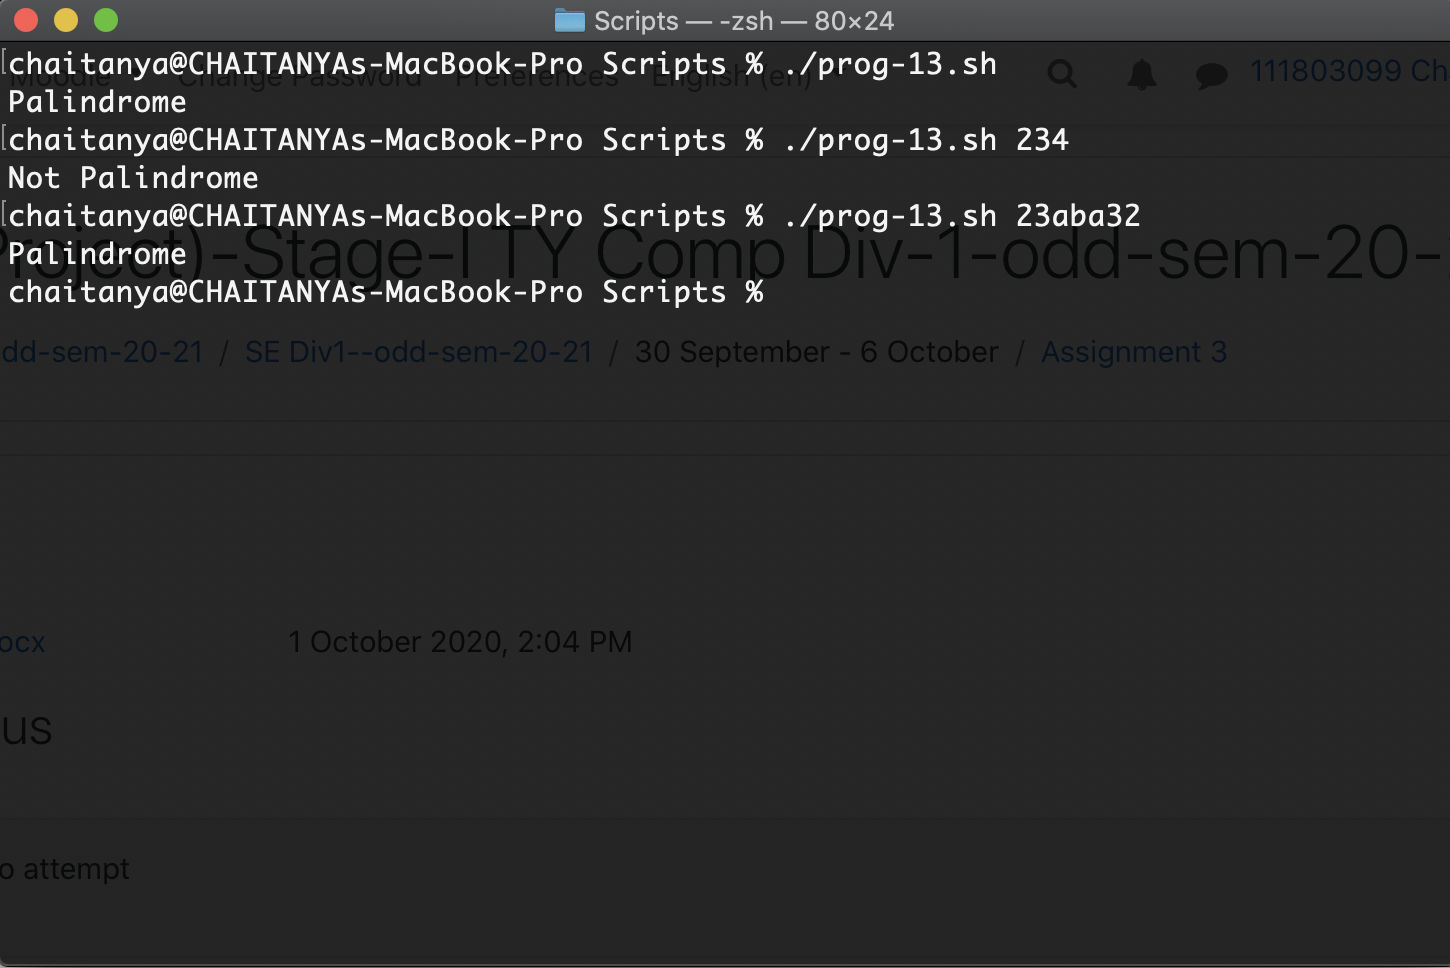 Scripts — -zsh — 80×24
chaitanya@CHAITANYAs-MacBook-Pro Scripts % ./prog-13.sh
Moodle Change Password Preferences English (en) 111803099 Ch
Palindrome
chaitanya@CHAITANYAs-MacBook-Pro Scripts % ./prog-13.sh 234
Not Palindrome
chaitanya@CHAITANYAs-MacBook-Pro Scripts % ./prog-13.sh 23aba32
Project)-Stage-I TY Comp Div-1-odd-sem-20-
Palindrome
chaitanya@CHAITANYAs-MacBook-Pro Scripts %
dd-sem-20-21 / SE Div1--odd-sem-20-21 / 30 September - 6 October / Assignment 3
ocx 1 October 2020, 2:04 PM
us
o attempt